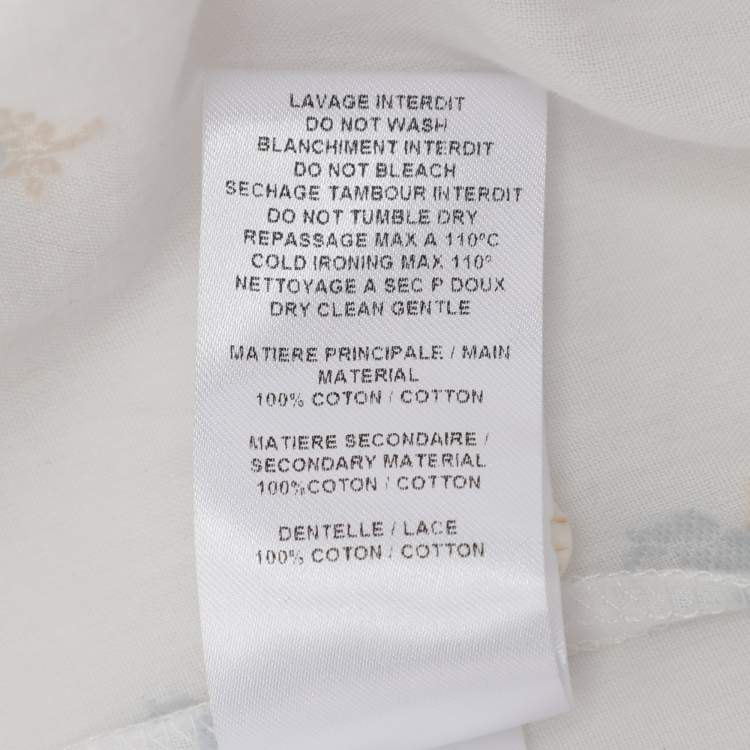 LAVAGE INTERDIT
DO NOT WASH
BLANCHIMENT INTERDIT
DO NOT BLEACH
SECHAGE TAMBOUR INTERDIT
DO NOT TUMBLE DRY
REPASSAGE MAX A 110°C
COLD IRONING MAX 110°
NETTOYAGE A SEC P DOUX
DRY CLEAN GENTLE
MATIERE PRINCIPALE / MAIN
MATERIAL
100% COTON / COTTON
MATIERE SECONDAIRE /
SECONDARY MATERIAL
100%COTON / COTTON
DENTELLE / LACE
100% COTON / COTTON